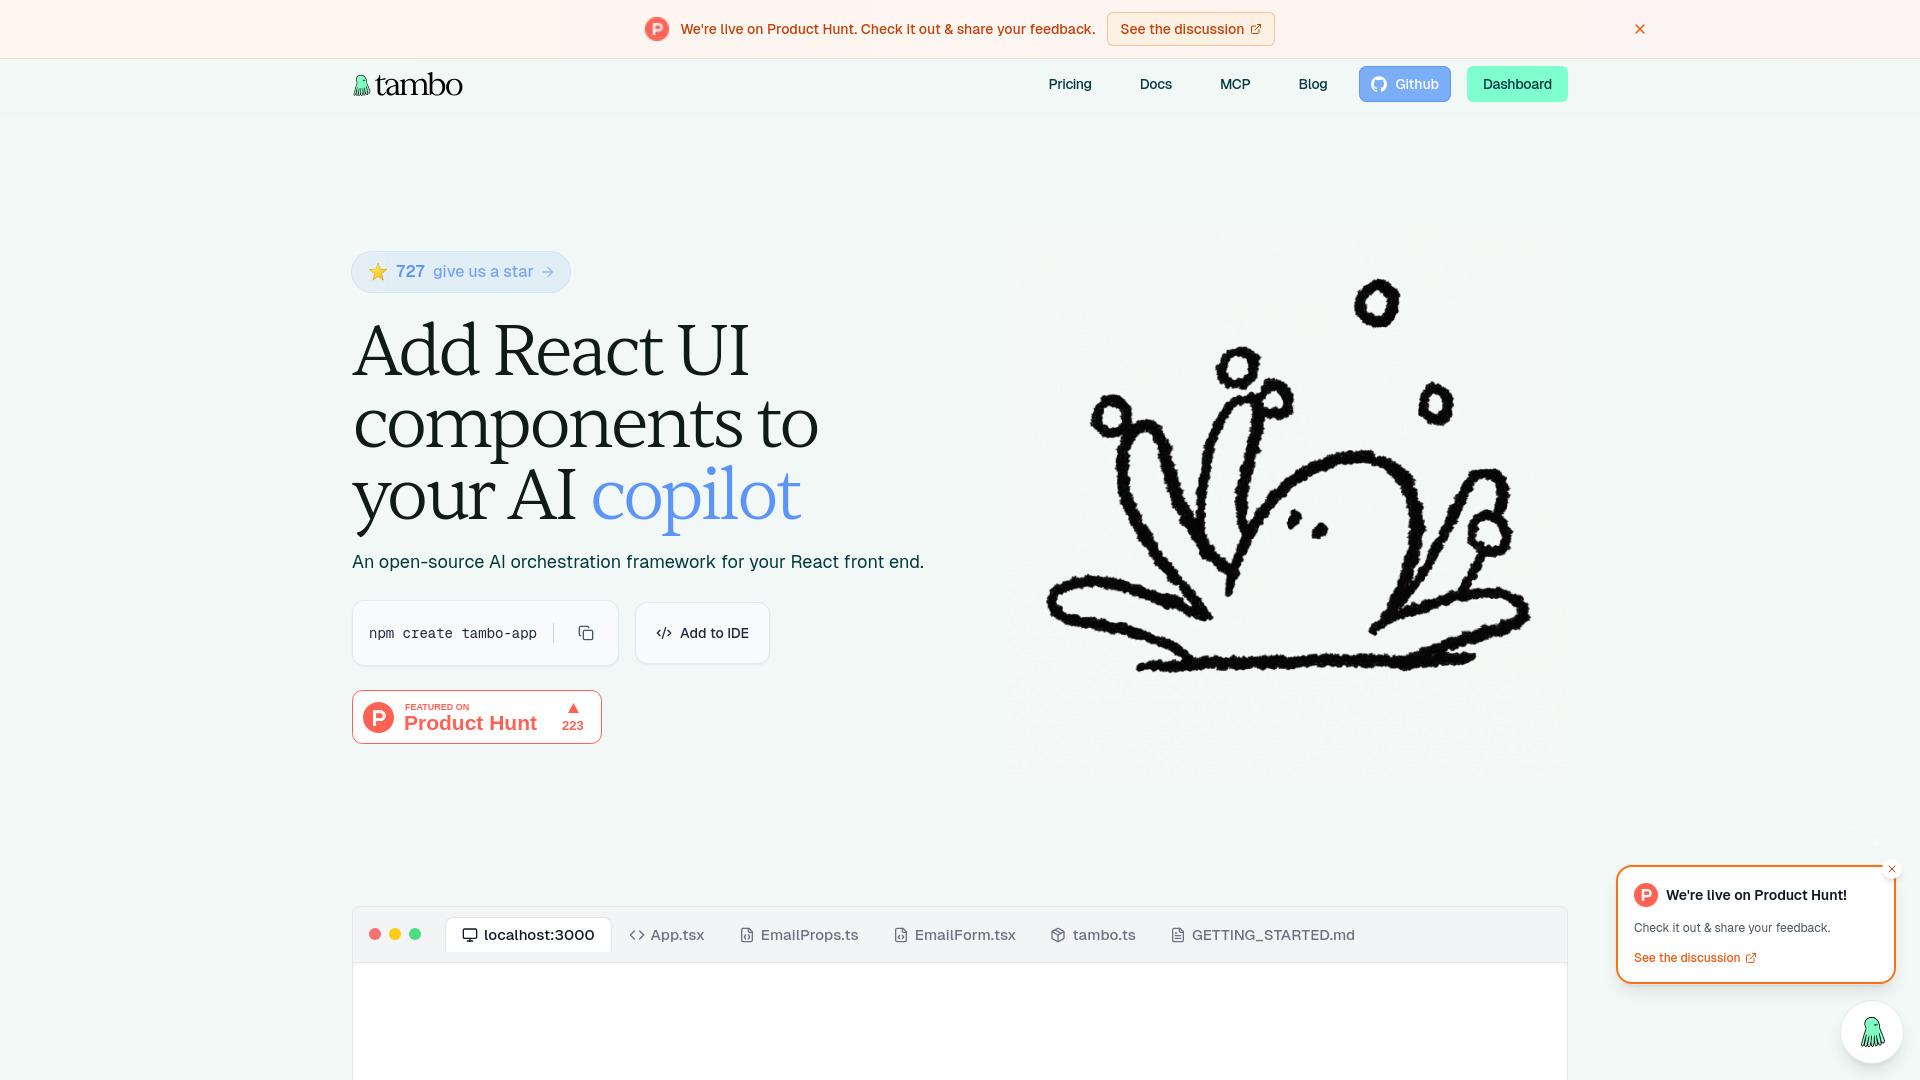 We're live on Product Hunt. Check it out & share your feedback.
See the discussion
tambo
Pricing
Docs
MCP
Blog
Github
Dashboard
727 give us a star →
Add React UI
components to
your AI copilot
An open-source AI orchestration framework for your React front end.
npm create tambo-app
Add to IDE
FEATURED ON
Product Hunt
223
localhost:3000
App.tsx
EmailProps.ts
EmailForm.tsx
tambo.ts
GETTING_STARTED.md
We're live on Product Hunt!
Check it out & share your feedback.
See the discussion